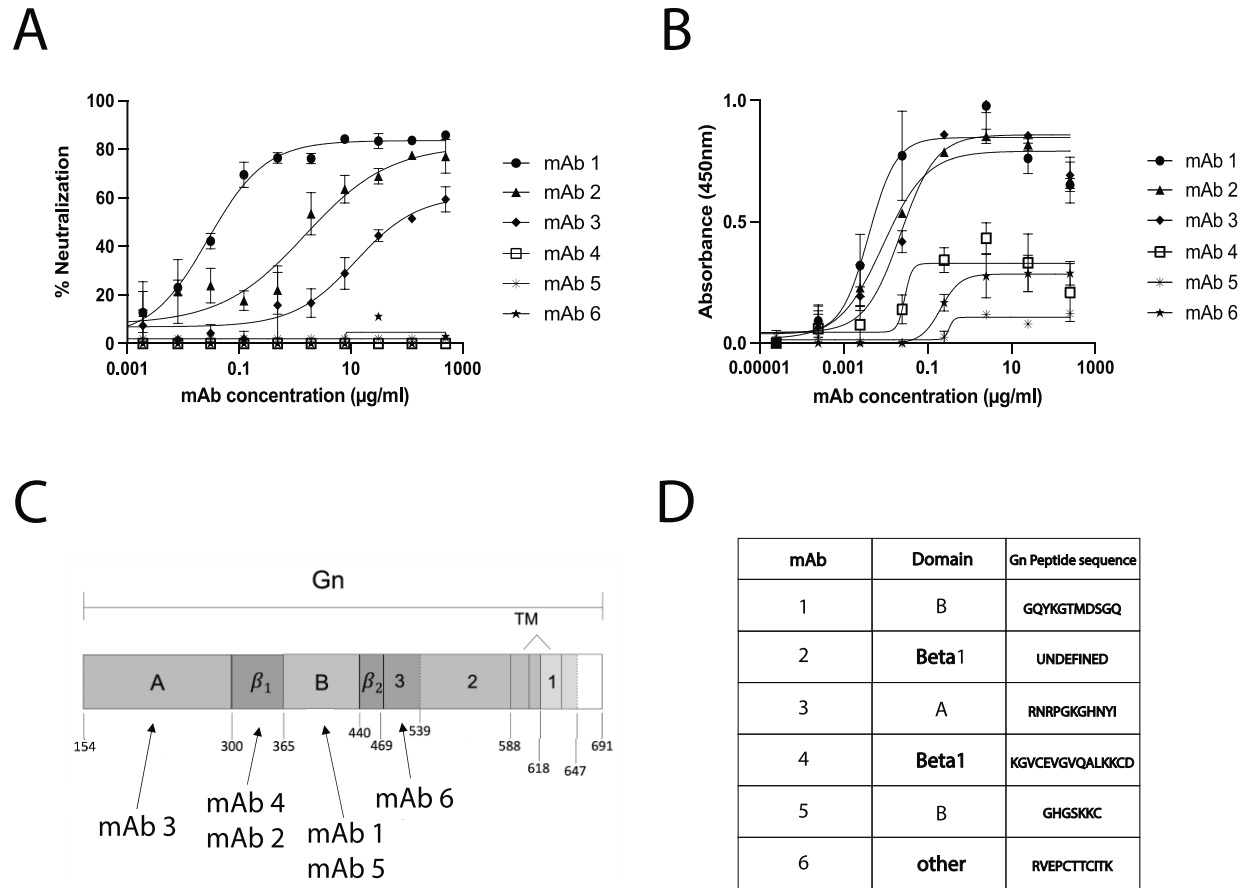 A
% Neutralization
100
80
60
40
20
0
0.001
0.1
10
1000
mAb concentration (µg/ml)
mAb 1
mAb 2
mAb 3
mAb 4
mAb 5
mAb 6
B
Absorbance (450nm)
1.0
0.5
0.0
0.00001
0.001
0.1
10
1000
mAb concentration (µg/ml)
mAb 1
mAb 2
mAb 3
mAb 4
mAb 5
mAb 6
C
Gn
TM
A β1 B β2 3 2 1
154 300 365 440 469 539 588 618 647 691
mAb 3
mAb 4
mAb 2
mAb 1
mAb 5
mAb 6
D
mAb Domain Gn Peptide sequence
1 B GQYKGTMDSGQ
2 Beta1 UNDEFINED
3 A RNRPGKGHNYI
4 Beta1 KGVCEVGVQALKKCD
5 B GHGSKKC
6 other RVEPCTTCITK